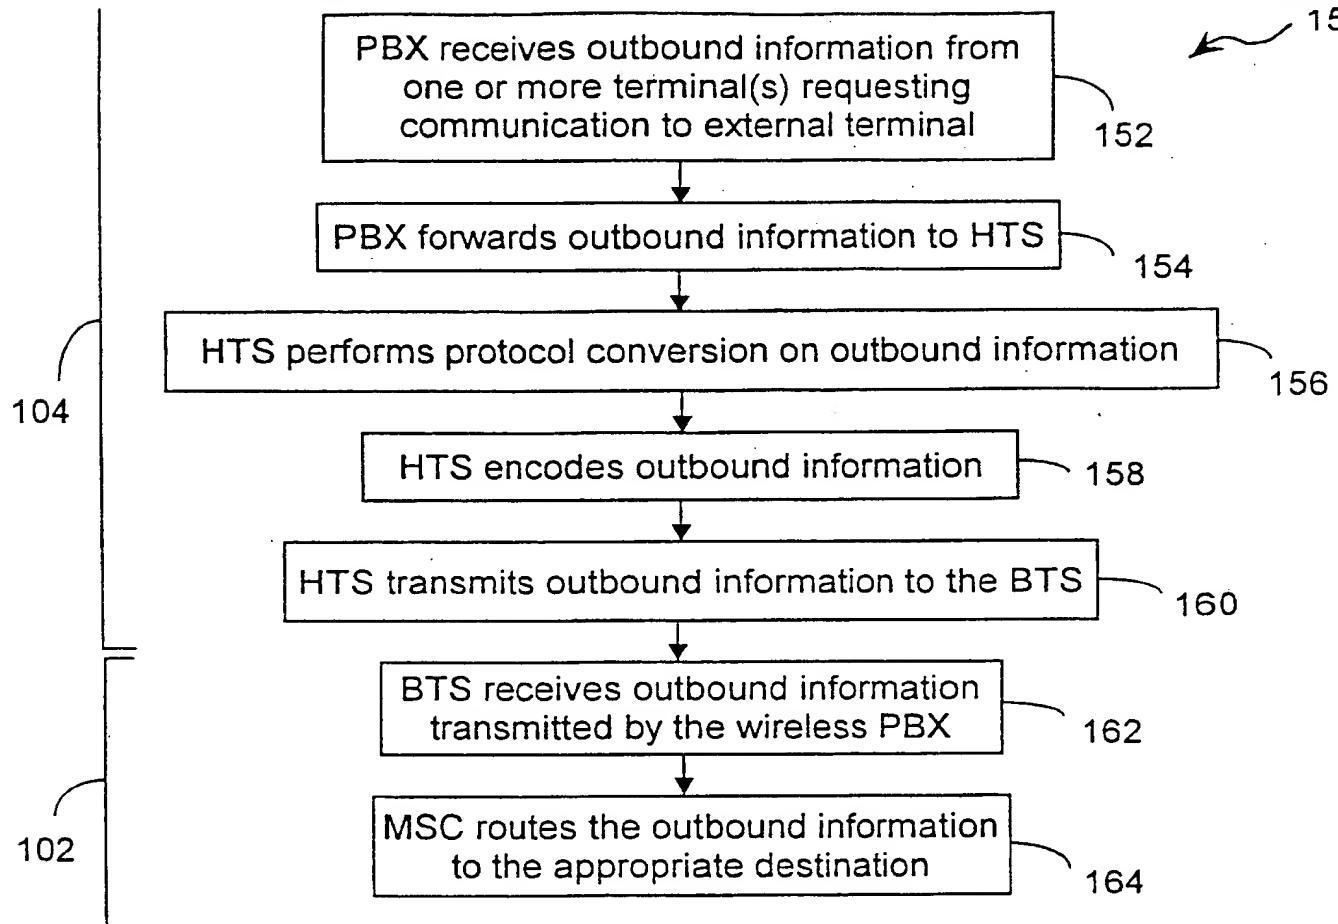 PBX receives outbound information from
one or more terminal(s) requesting
communication to external terminal
152
PBX forwards outbound information to HTS
154
HTS performs protocol conversion on outbound information
156
104
HTS encodes outbound information
158
HTS transmits outbound information to the BTS
160
BTS receives outbound information
transmitted by the wireless PBX
162
102
MSC routes the outbound information
to the appropriate destination
164